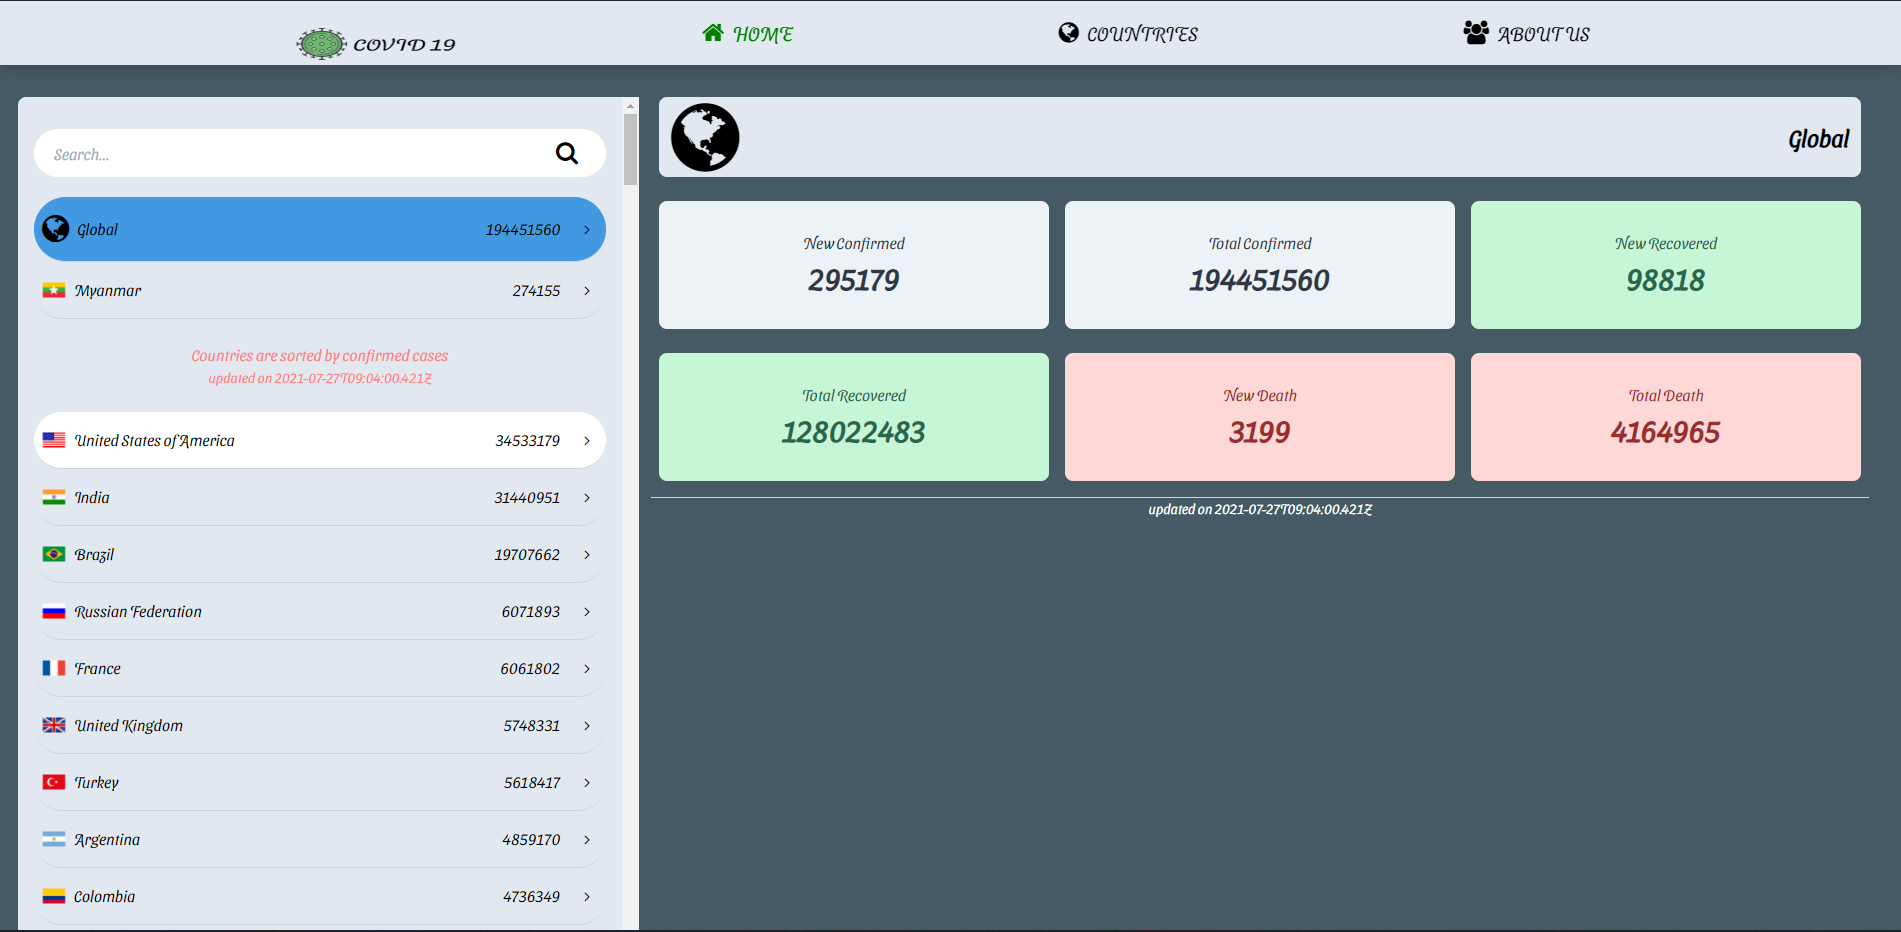 COVID 19
HOME
COUNTRIES
ABOUT US
Search...
Global 194451560
Myanmar 274155
Countries are sorted by confirmed cases
updated on 2021-07-27T09:04:00.421Z
United States of America 34533179
India 31440951
Brazil 19707662
Russian Federation 6071893
France 6061802
United Kingdom 5748331
Turkey 5618417
Argentina 4859170
Colombia 4736349
Global
New Confirmed
295179
Total Confirmed
194451560
New Recovered
98818
Total Recovered
128022483
New Death
3199
Total Death
4164965
updated on 2021-07-27T09:04:00.421Z